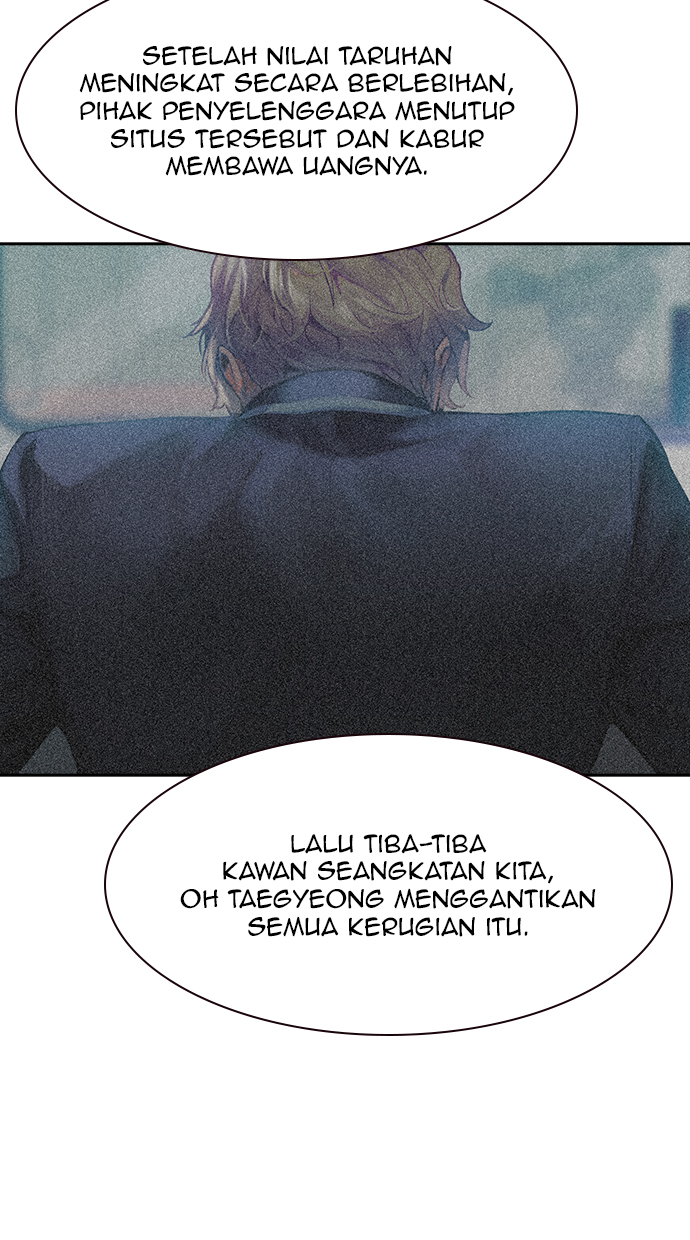 SETELAH NILAI TARUHAN
MENINGKAT SECARA BERLEBIHAN,
PIHAK PENYELENGGARA MENUTUP
SITUS TERSEBUT DAN KABUR
MEMBAWA UANGNYA.
LALU TIBA-TIBA
KAWAN SEANGKATAN KITA,
OH TAEGYEONG MENGGANTIKAN
SEMUA KERUGIAN ITU.